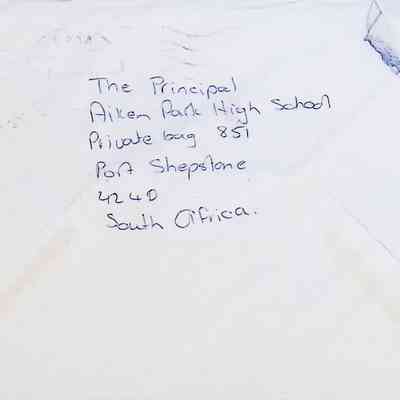 The Principal
Aiken Park High School
Private bag 851
Port Shepstone
4240
South Africa.